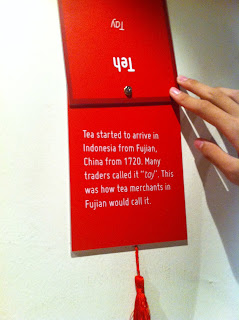 Tay
Teh
Tea started to arrive in
Indonesia from Fujian,
China from 1720. Many
traders called it "tay". This
was how tea merchants in
Fujian would call it.